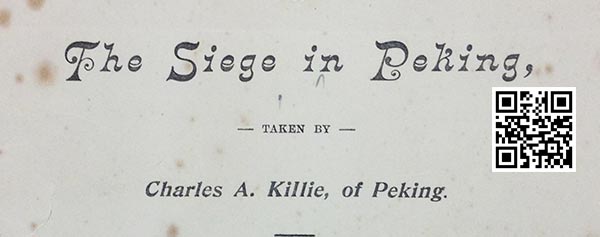 The Siege in Peking,
— TAKEN BY —
Charles A. Killie, of Peking.